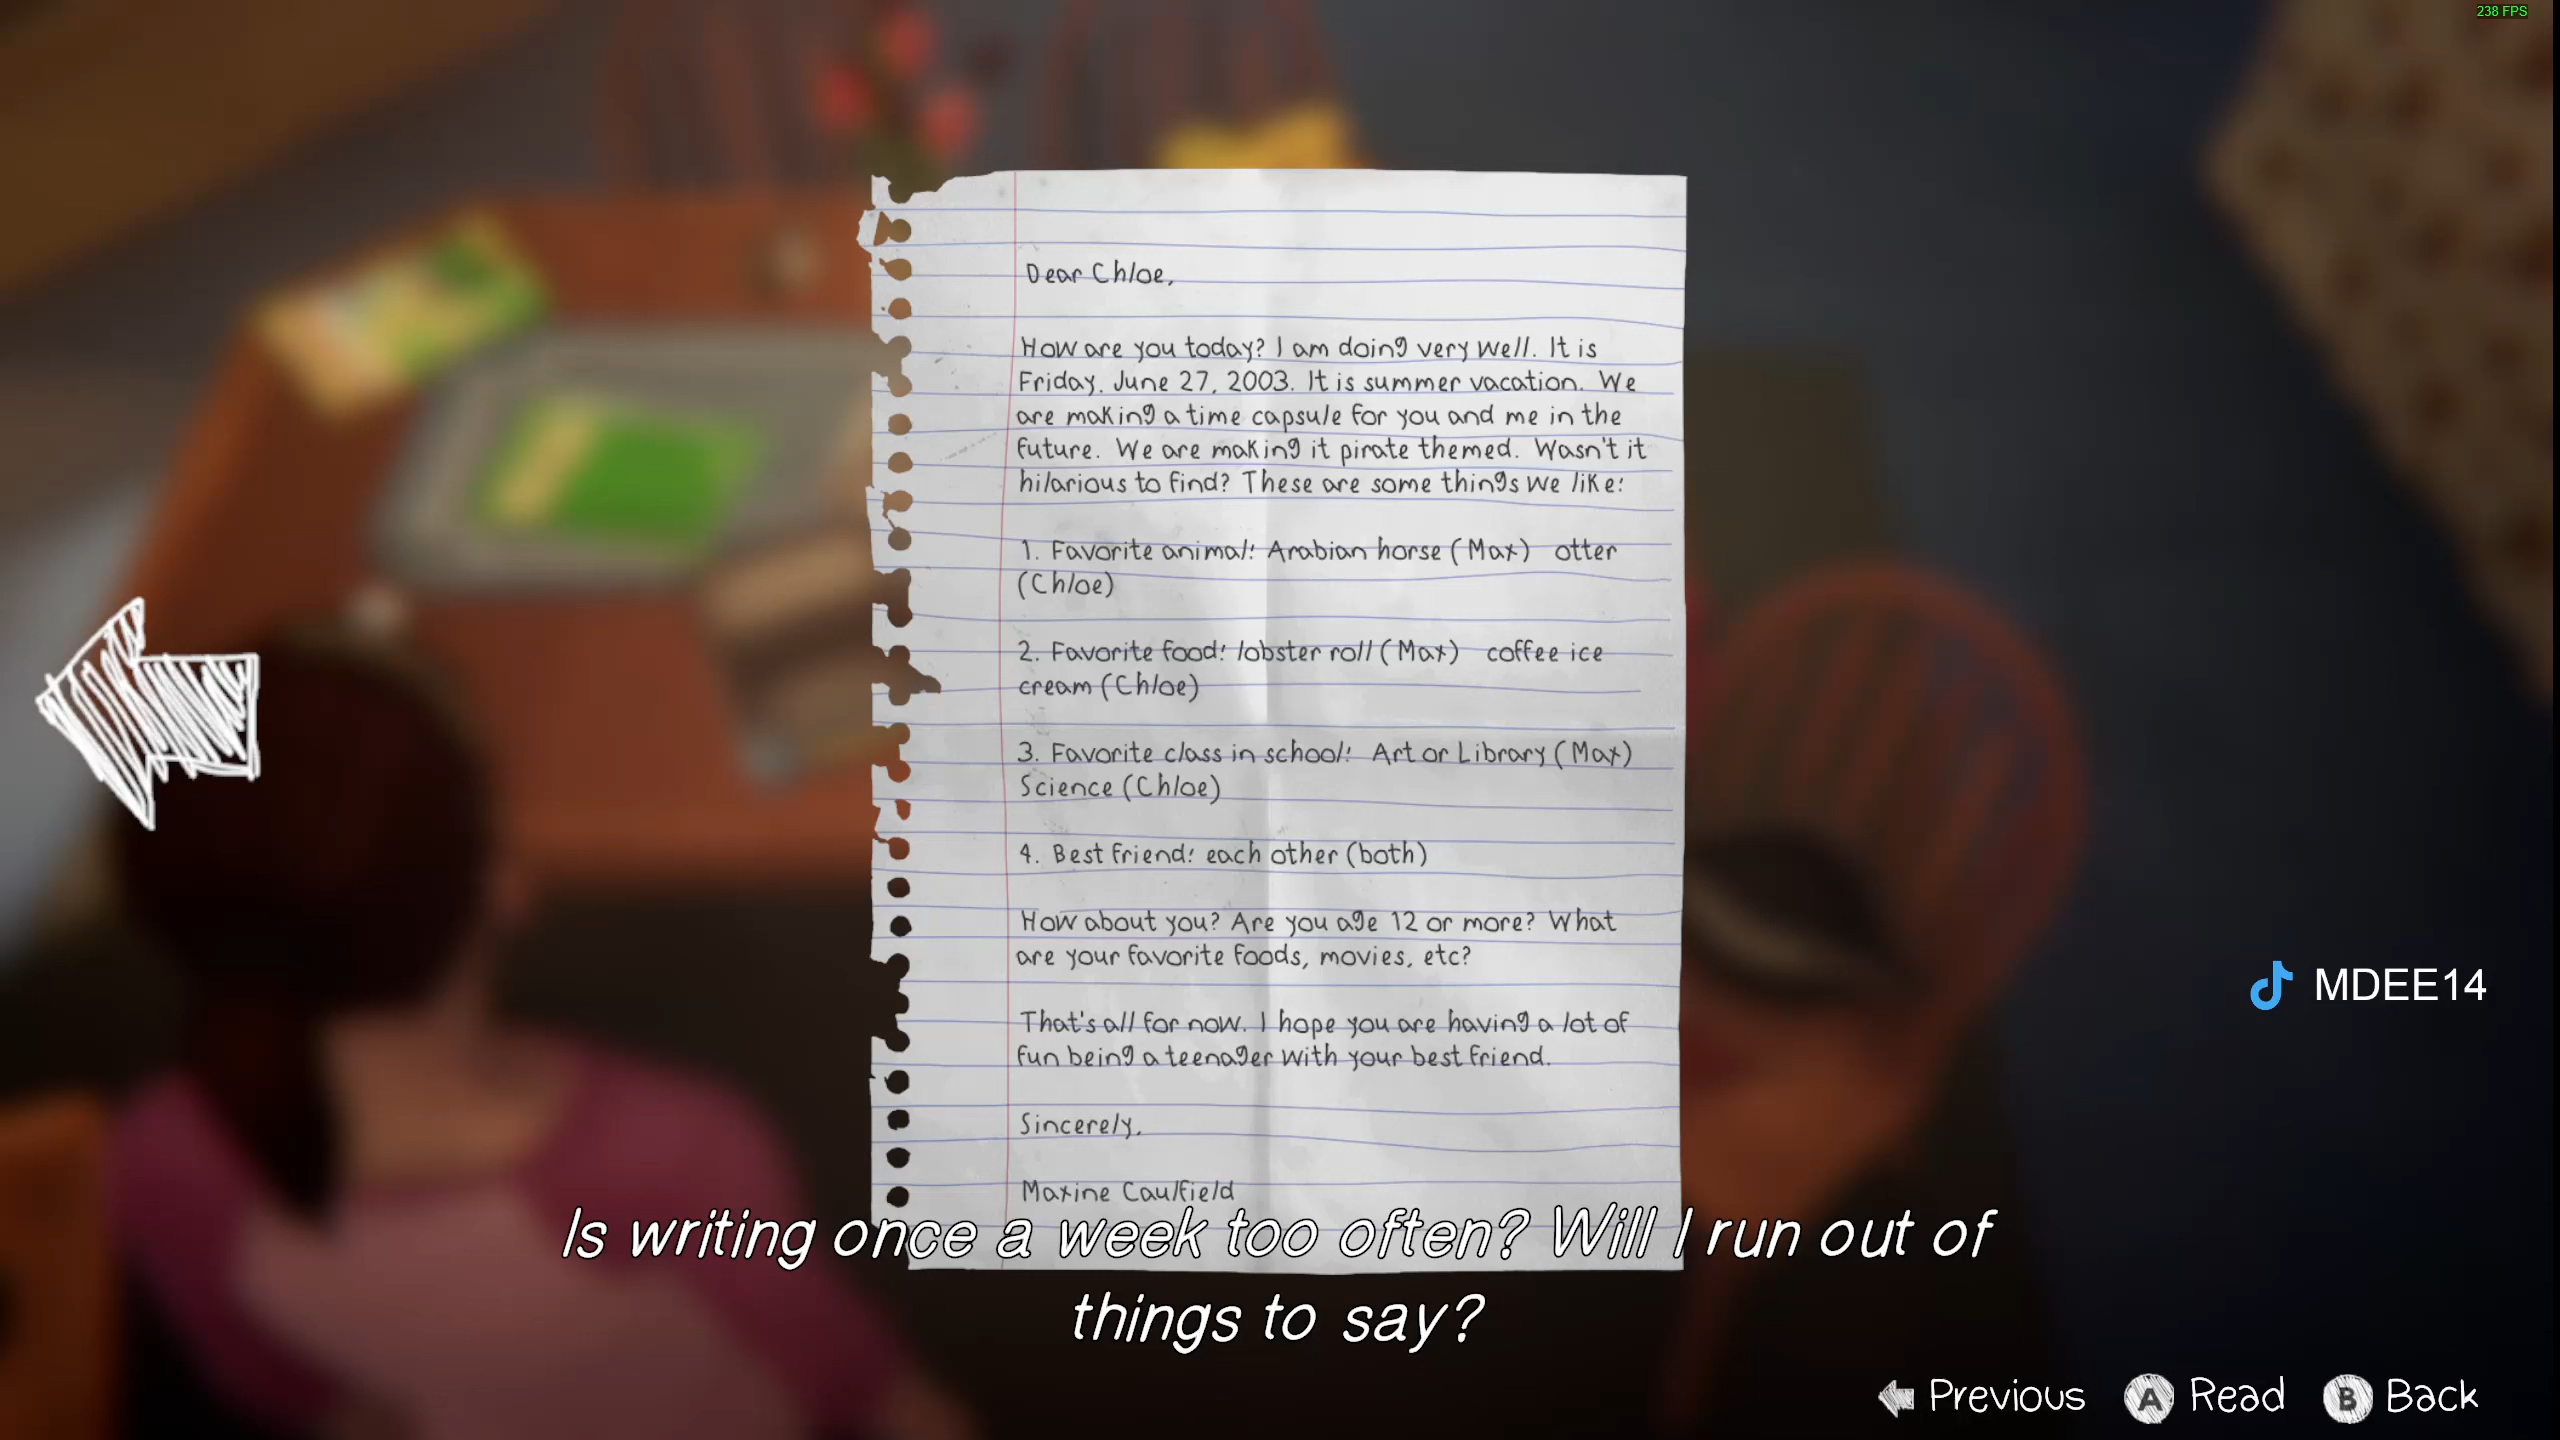 238 FPS
Dear Chloe,
How are you today? I am doing very well. It is
Friday, June 27, 2003. It is summer vacation. We
are making a time capsule for you and me in the
future. We are making it pirate themed. Wasn't it
hilarious to find? These are some things we like:
1. Favorite animal: Arabian horse (Max) otter
(Chloe)
2. Favorite food: lobster roll (Max) coffee ice
cream (Chloe)
3. Favorite class in school: Art or Library (Max)
Science (Chloe)
4. Best friend: each other (both)
How about you? Are you age 12 or more? What
are your favorite foods, movies, etc?
That's all for now. I hope you are having a lot of
fun being a teenager with your best friend.
Sincerely,
Maxine Caulfield
MDEE14
Is writing once a week too often? Will I run out of
things to say?
Previous A Read B Back